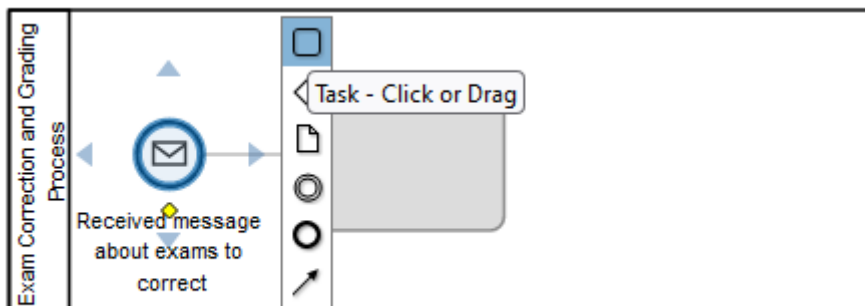 Exam Correction and Grading
Process
Task - Click or Drag
Received message
about exams to
correct